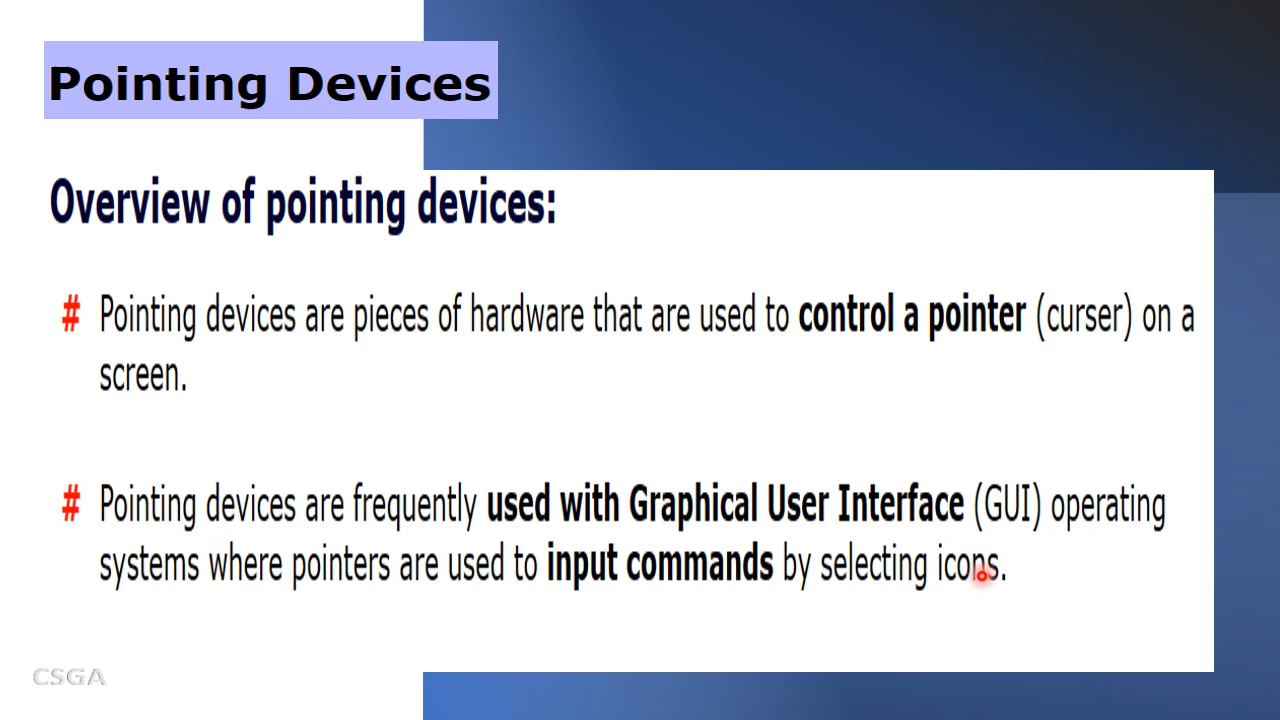 Pointing Devices
Overview of pointing devices:
# Pointing devices are pieces of hardware that are used to control a pointer (curser) on a
screen.
# Pointing devices are frequently used with Graphical User Interface (GUI) operating
systems where pointers are used to input commands by selecting icons.
CSGA